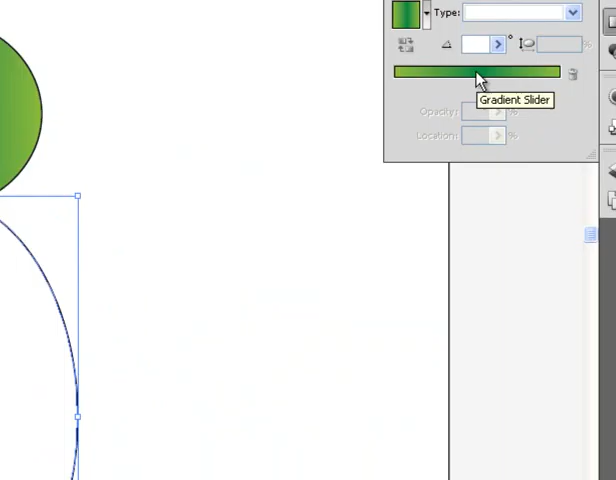 Type:
°
%
Gradient Slider
Opacity: %
Location: %